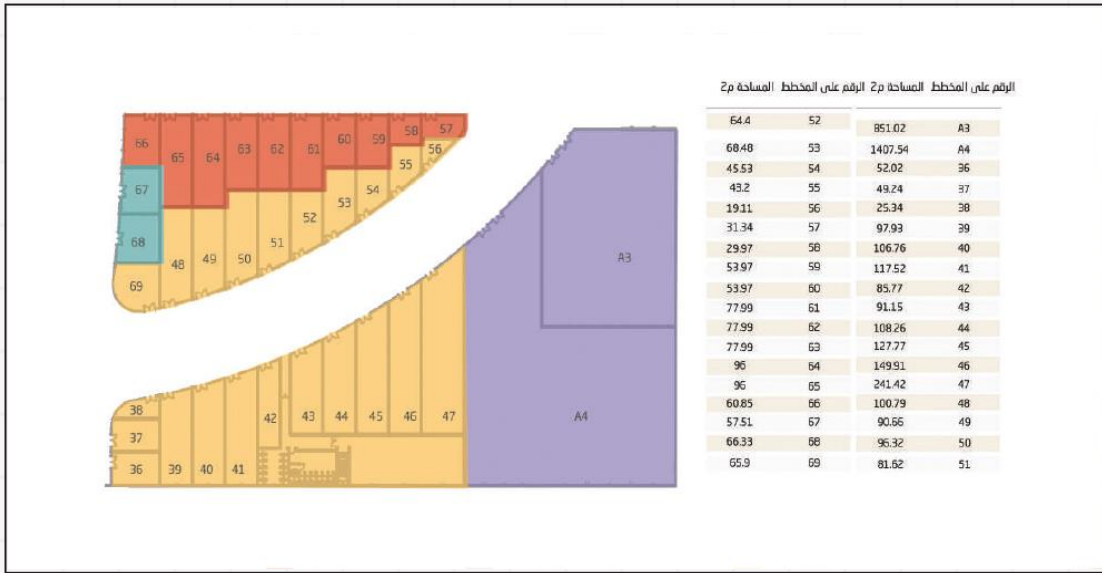 الرقم على المخطط المساحة م2 الرقم على المخطط المساحة م2
A3 851.02 52 64.4
A4 1407.54 53 68.48
36 52.02 54 45.53
37 49.24 55 43.2
38 25.34 56 19.11
39 97.93 57 31.34
40 106.76 58 29.97
41 117.52 59 53.97
42 85.77 60 53.97
43 91.15 61 77.99
44 108.26 62 77.99
45 127.77 63 77.99
46 149.91 64 96
47 241.42 65 96
48 100.79 66 60.85
49 90.66 67 57.51
50 96.32 68 66.33
51 81.62 69 65.9
66 65 64 63 62 61 60 59 58 57
56
55
54
53
52
51
50
49
48
67
68
69
A3
A4
38
37
36 39 40 41
42 43 44 45 46 47